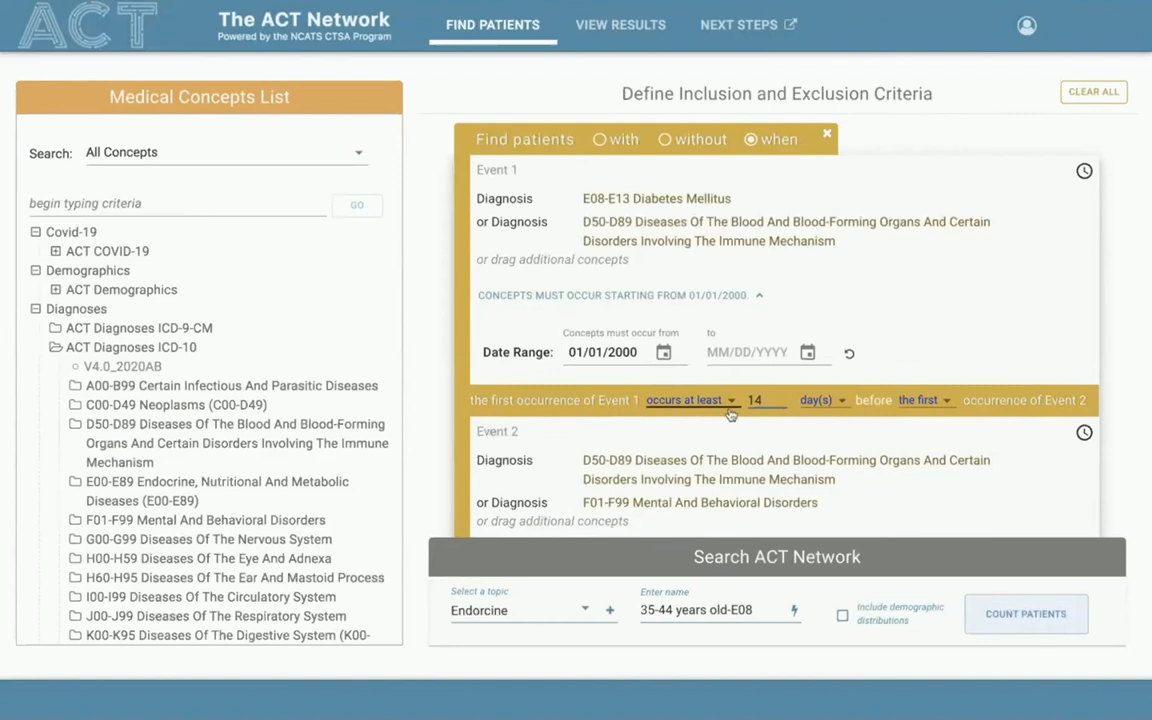 ACT
The ACT Network
Powered by the NCATS CTSA Program
FIND PATIENTS
VIEW RESULTS
NEXT STEPS
Medical Concepts List
Search: All Concepts
begin typing criteria
GO
Covid-19
ACT COVID-19
Demographics
ACT Demographics
Diagnoses
ACT Diagnoses ICD-9-CM
ACT Diagnoses ICD-10
V4.0_2020AB
A00-B99 Certain Infectious And Parasitic Diseases
C00-D49 Neoplasms (C00-D49)
D50-D89 Diseases Of The Blood And Blood-Forming
Organs And Certain Disorders Involving The Immune
Mechanism
E00-E89 Endocrine, Nutritional And Metabolic
Diseases (E00-E89)
F01-F99 Mental And Behavioral Disorders
G00-G99 Diseases Of The Nervous System
H00-H59 Diseases Of The Eye And Adnexa
H60-H95 Diseases Of The Ear And Mastoid Process
I00-I99 Diseases Of The Circulatory System
J00-J99 Diseases Of The Respiratory System
K00-K95 Diseases Of The Digestive System (K00-
Define Inclusion and Exclusion Criteria
CLEAR ALL
Find patients with without when
Event 1
Diagnosis E08-E13 Diabetes Mellitus
or Diagnosis D50-D89 Diseases Of The Blood And Blood-Forming Organs And Certain
Disorders Involving The Immune Mechanism
or drag additional concepts
CONCEPTS MUST OCCUR STARTING FROM 01/01/2000.
Concepts must occur from to
Date Range: 01/01/2000 MM/DD/YYYY
the first occurrence of Event 1 occurs at least 14 day(s) before the first occurrence of Event 2
Event 2
Diagnosis D50-D89 Diseases Of The Blood And Blood-Forming Organs And Certain
Disorders Involving The Immune Mechanism
or Diagnosis F01-F99 Mental And Behavioral Disorders
or drag additional concepts
Search ACT Network
Select a topic
Endorcine
Enter name
35-44 years old-E08
Include demographic
distributions
COUNT PATIENTS